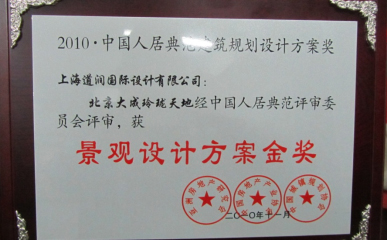 2010·中国人居典范建筑规划设计方案奖
上海道润国际设计有限公司：
北京大成玲珑天地经中国人居典范评审委
员会评审，获
景观设计方案金奖
二〇一〇年十一月